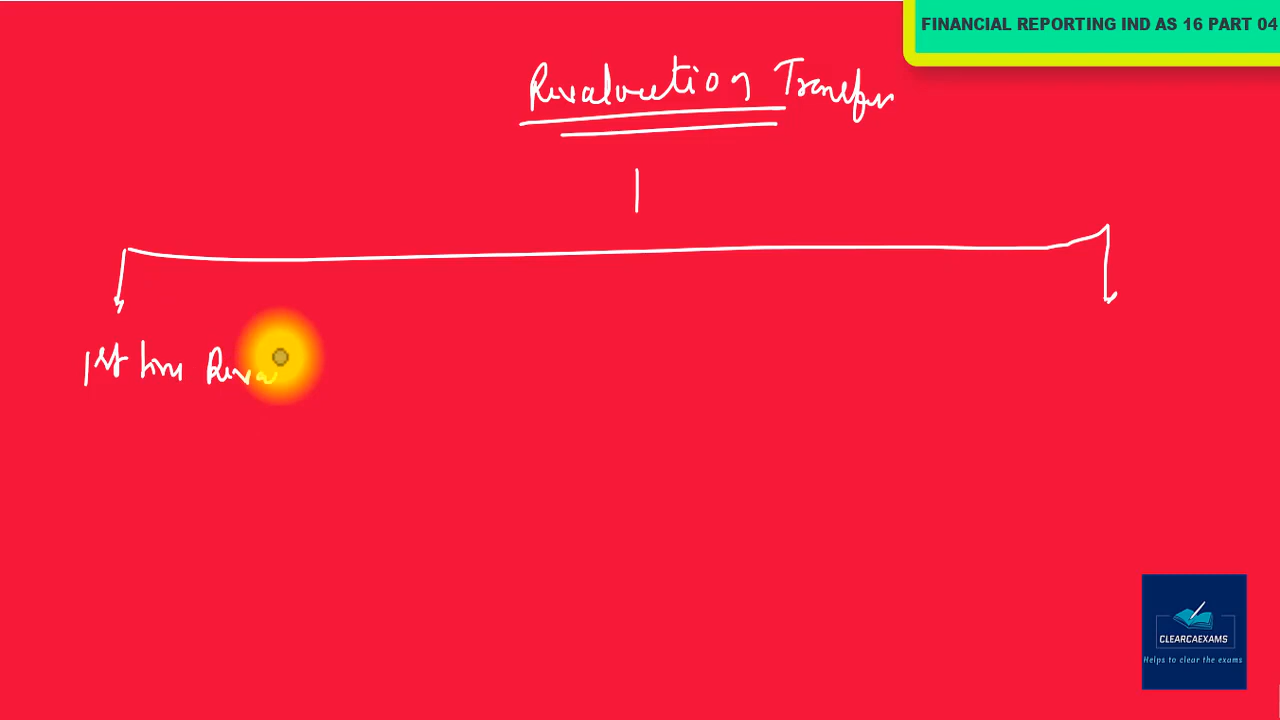 FINANCIAL REPORTING IND AS 16 PART 04
Revaluation Transfer
1st time Reva
CLEARCAEXAMS
Helps to clear the exams